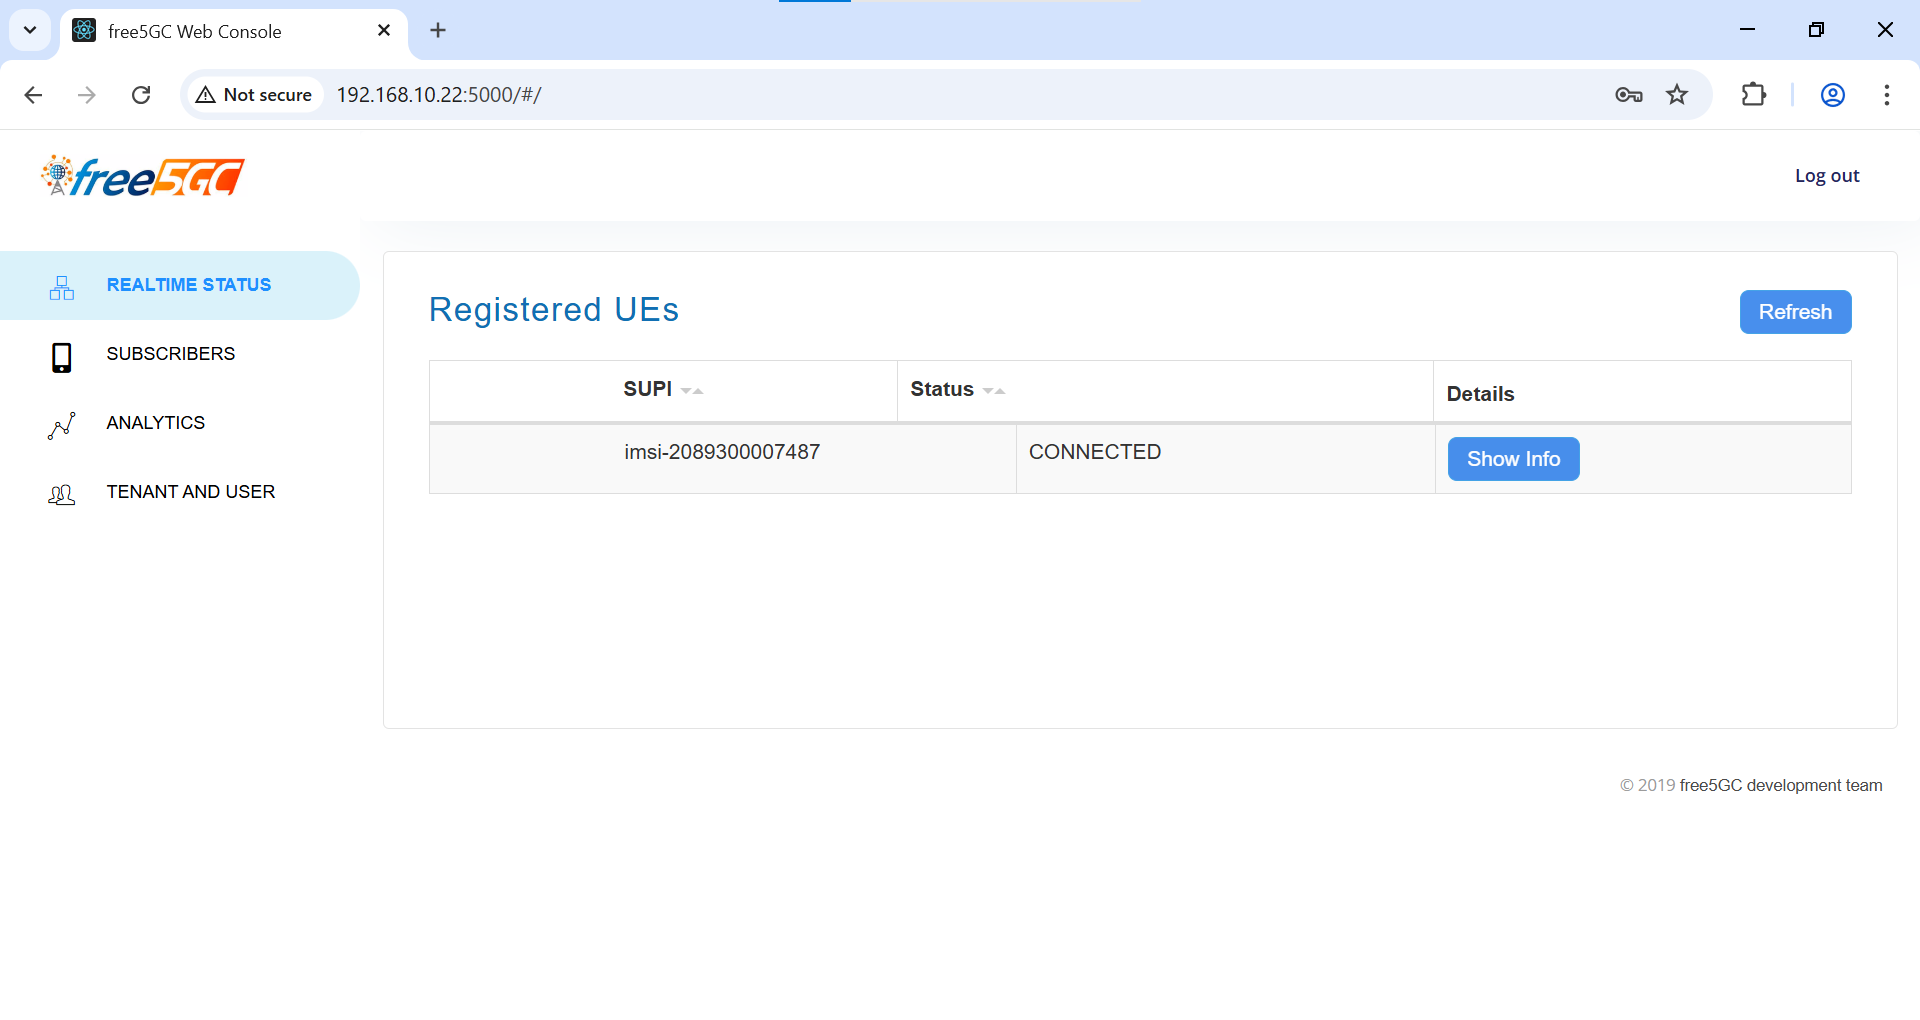 free5GC Web Console
Not secure
192.168.10.22:5000/#/
free5GC
Log out
REALTIME STATUS
SUBSCRIBERS
ANALYTICS
TENANT AND USER
Registered UEs
Refresh
SUPI Status Details
imsi-2089300007487 CONNECTED Show Info
© 2019 free5GC development team